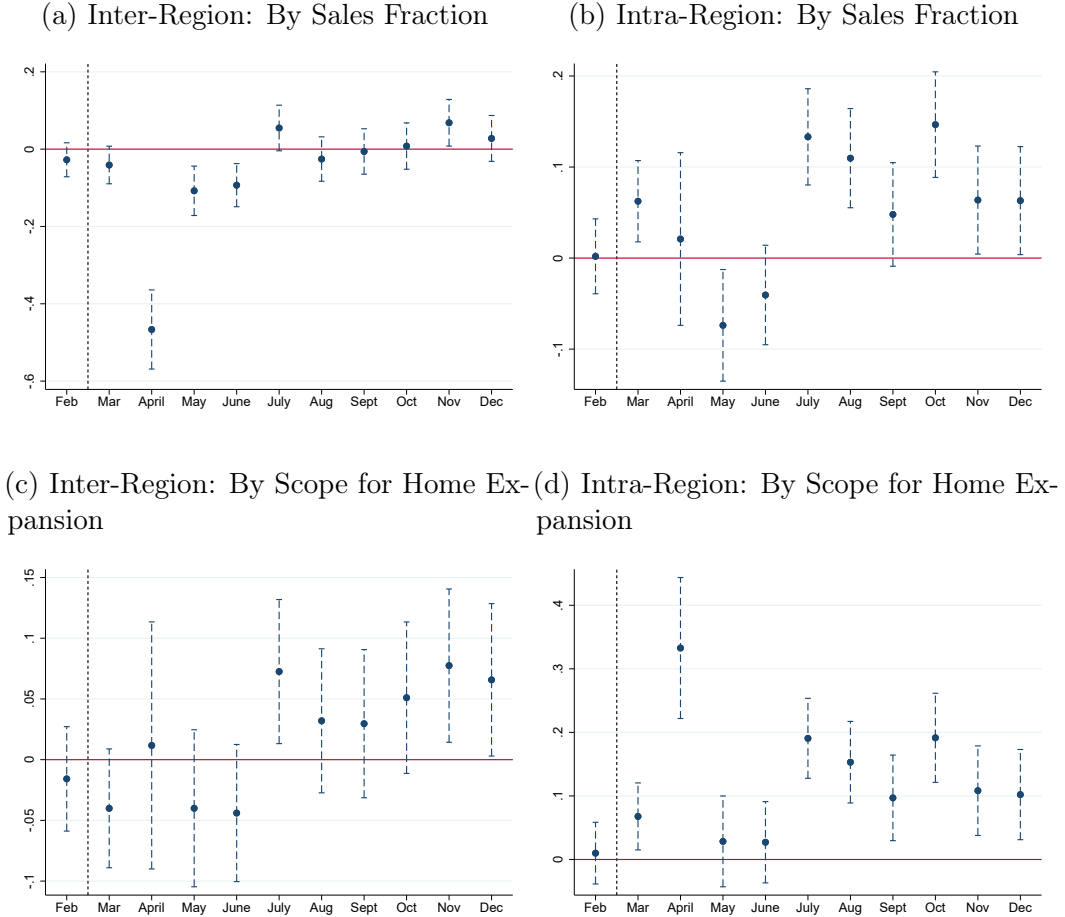 (a) Inter-Region: By Sales Fraction
(b) Intra-Region: By Sales Fraction
.2
0
-.2
-.4
-.6
Feb Mar April May June July Aug Sept Oct Nov Dec
.2
.1
0
-.1
Feb Mar April May June July Aug Sept Oct Nov Dec
(c) Inter-Region: By Scope for Home Ex-
pansion
(d) Intra-Region: By Scope for Home Ex-
pansion
.15
.1
.05
0
-.05
-.1
Feb Mar April May June July Aug Sept Oct Nov Dec
.4
.3
.2
.1
0
Feb Mar April May June July Aug Sept Oct Nov Dec